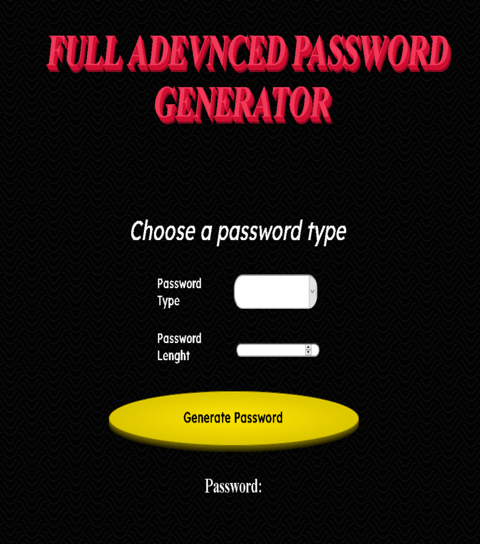 FULL ADEVNCED PASSWORD
GENERATOR
Choose a password type
Password
Type
Password
Lenght
Generate Password
Password: